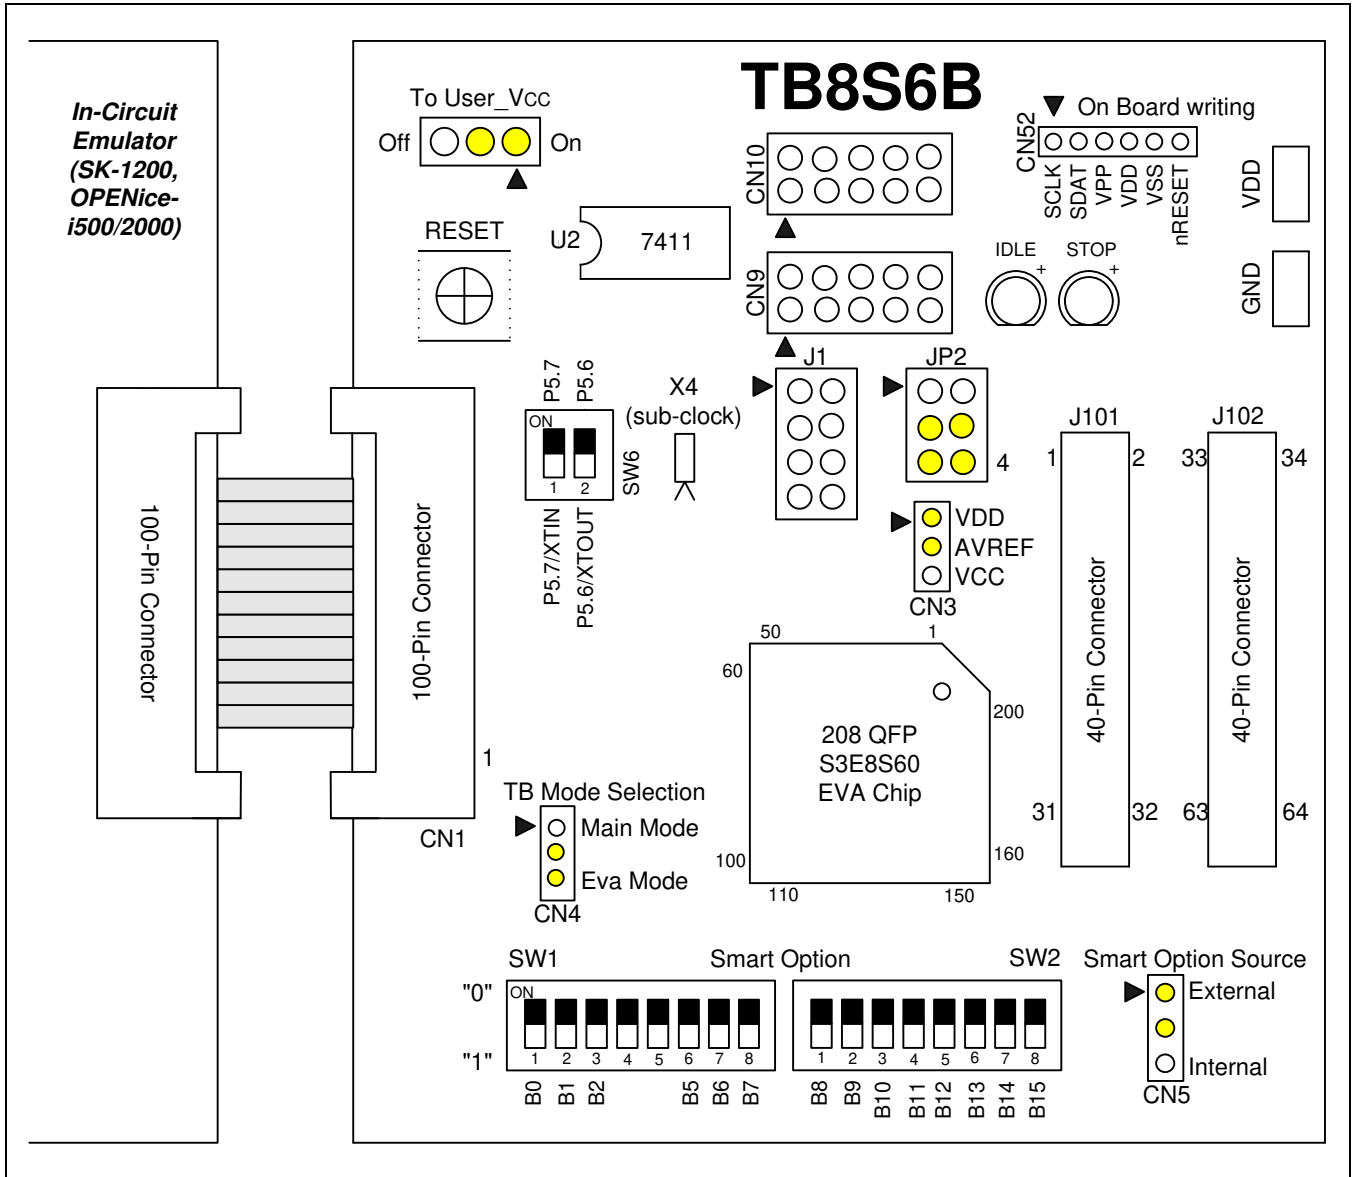 TB8S6B
In-Circuit
Emulator
(SK-1200,
OPENice-
i500/2000)
To User_VCC
Off
On
RESET
U2
7411
CN10
CN9
CN52
On Board writing
SCLK
SDAT
VPP
VDD
VSS
nRESET
VDD
GND
IDLE
STOP
+
+
P5.7
P5.6
ON
1
2
SW6
P5.7/XTIN
P5.6/XTOUT
X4
(sub-clock)
J1
JP2
4
VDD
AVREF
VCC
CN3
J101
1
2
40-Pin Connector
31
32
J102
33
34
40-Pin Connector
63
64
100-Pin Connector
100-Pin Connector
1
CN1
50
1
60
200
208 QFP
S3E8S60
EVA Chip
100
160
110
150
TB Mode Selection
Main Mode
Eva Mode
CN4
SW1
Smart Option
SW2
"0"
"1"
ON
1 2 3 4 5 6 7 8
B0 B1 B2 B5 B6 B7
1 2 3 4 5 6 7 8
B8 B9 B10 B11 B12 B13 B14 B15
Smart Option Source
External
Internal
CN5